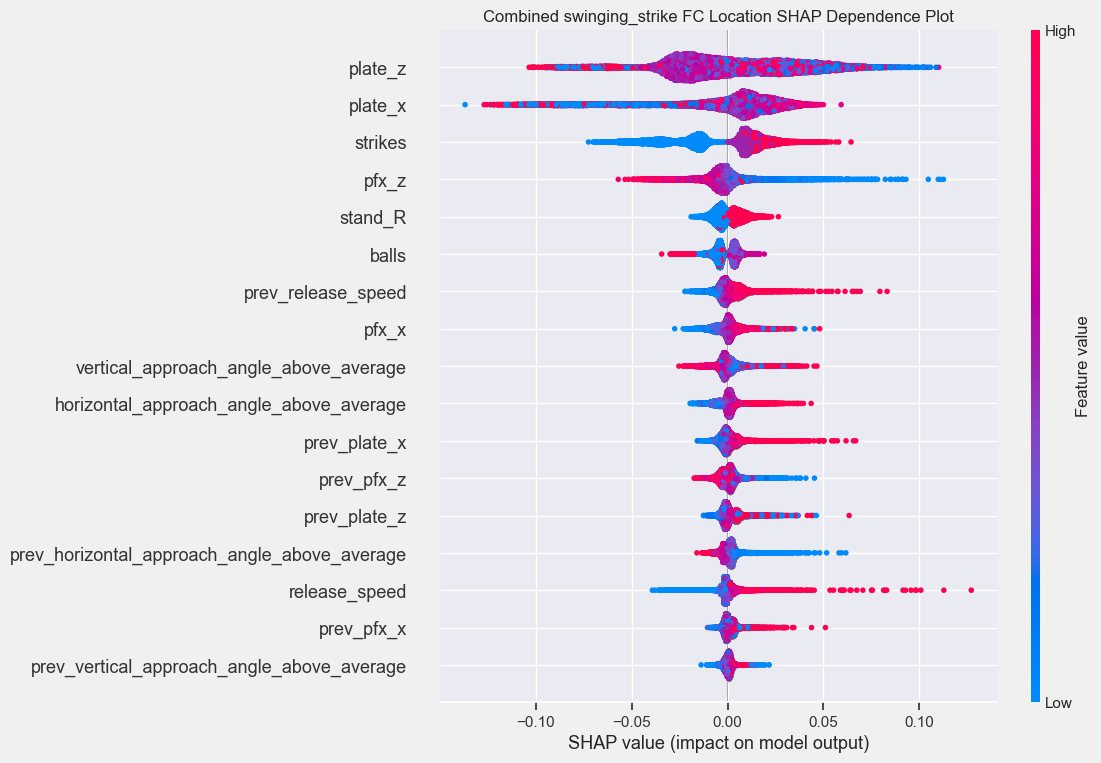 Combined swinging_strike FC Location SHAP Dependence Plot
High
plate_z
plate_x
strikes
pfx_z
stand_R
balls
prev_release_speed
pfx_x
vertical_approach_angle_above_average
horizontal_approach_angle_above_average
prev_plate_x
prev_pfx_z
prev_plate_z
prev_horizontal_approach_angle_above_average
release_speed
prev_pfx_x
prev_vertical_approach_angle_above_average
Feature value
Low
−0.10
−0.05
0.00
0.05
0.10
SHAP value (impact on model output)